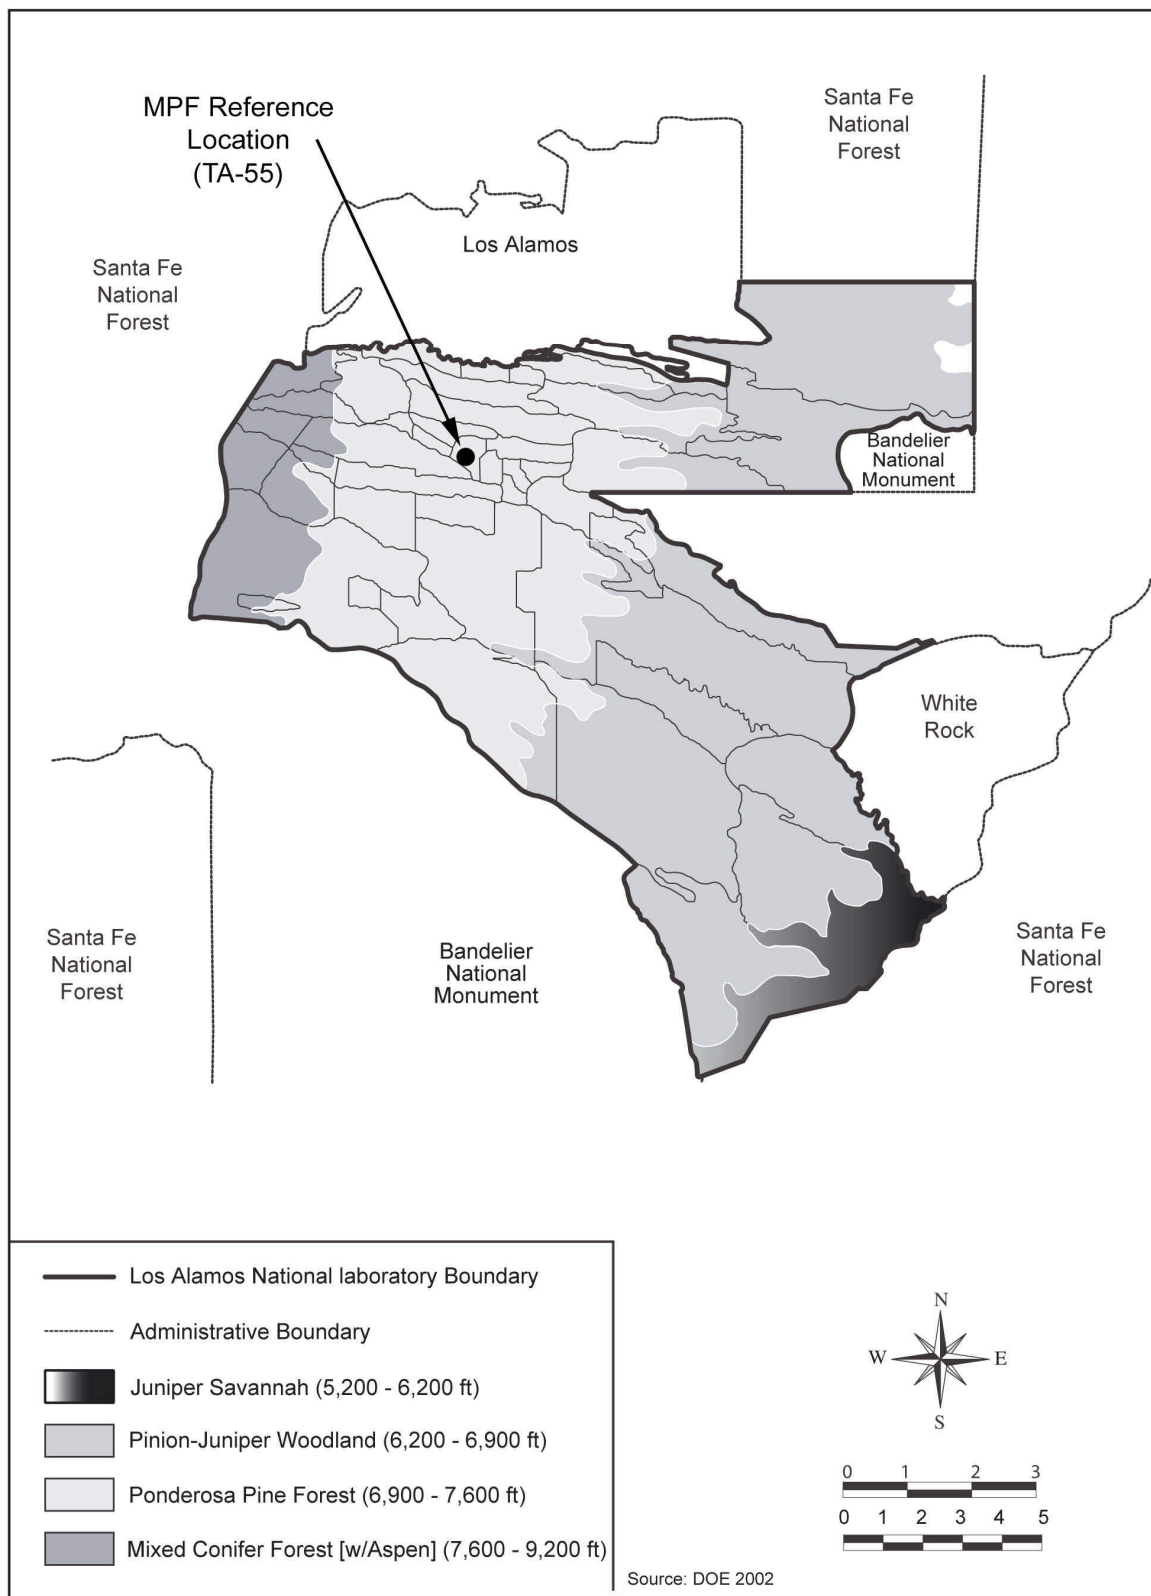 MPF Reference
Location
(TA-55)
Santa Fe
National
Forest
Los Alamos
Santa Fe
National
Forest
Bandelier
National
Monument
White
Rock
Santa Fe
National
Forest
Bandelier
National
Monument
Santa Fe
National
Forest
Los Alamos National laboratory Boundary
Administrative Boundary
Juniper Savannah (5,200 - 6,200 ft)
Pinion-Juniper Woodland (6,200 - 6,900 ft)
Ponderosa Pine Forest (6,900 - 7,600 ft)
Mixed Conifer Forest [w/Aspen] (7,600 - 9,200 ft)
N
W E
S
0 1 2 3
0 1 2 3 4 5
Source: DOE 2002